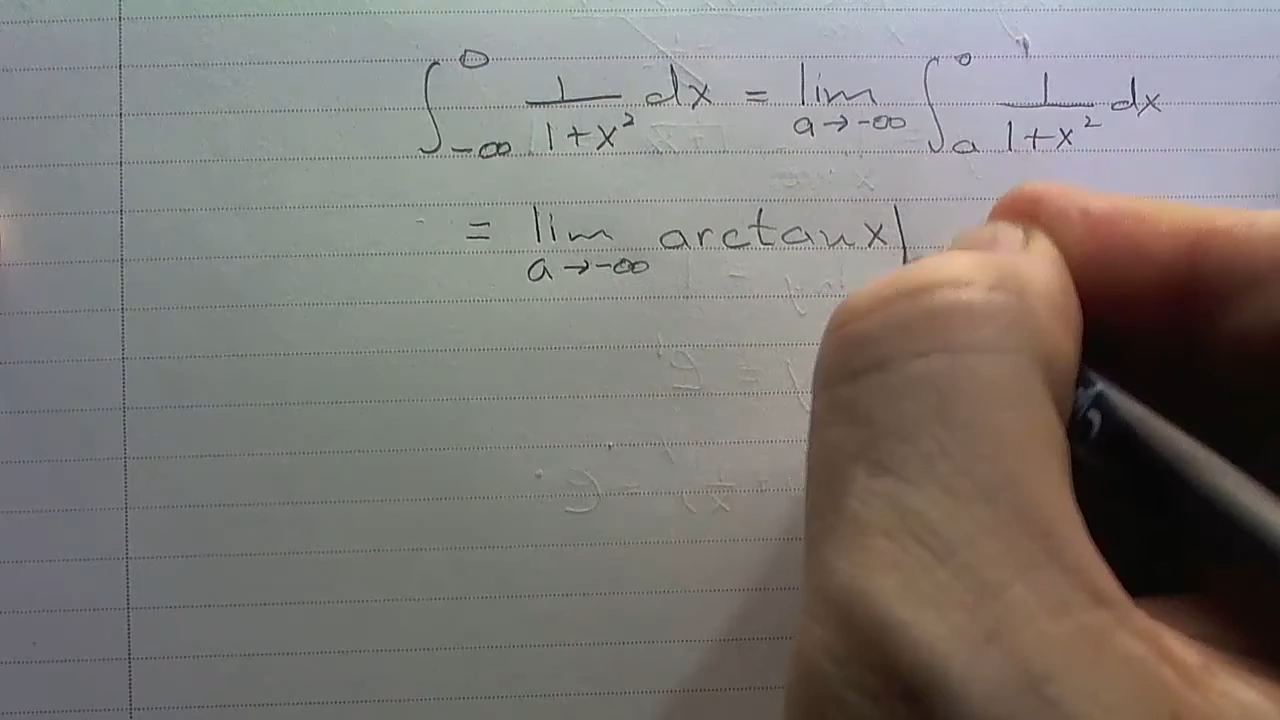 ∫_{-∞}^{0} 1/(1+x²) dx = lim_{a→-∞} ∫_{a}^{0} 1/(1+x²) dx
= lim_{a→-∞} arctan x|